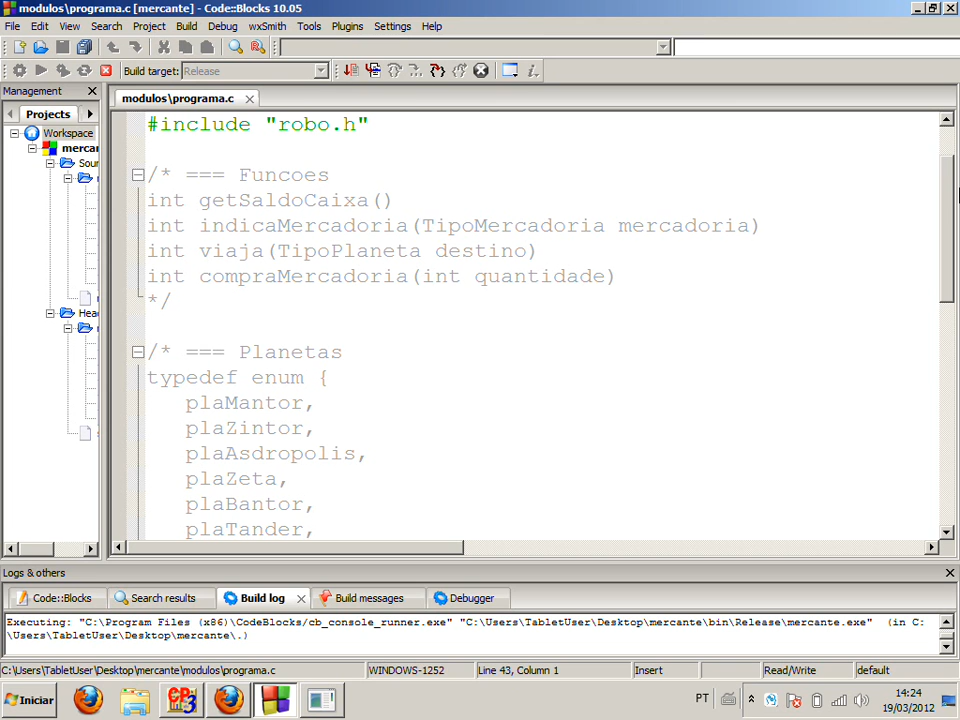 modulos\programa.c [mercante] - Code::Blocks 10.05
File Edit View Search Project Build Debug wxSmith Tools Plugins Settings Help
Build target: Release
Management
Projects
modulos\programa.c
Workspace
mercan
Sour
Head
#include "robo.h"
/* === Funcoes
int getSaldoCaixa()
int indicaMercadoria(TipoMercadoria mercadoria)
int viaja(TipoPlaneta destino)
int compraMercadoria(int quantidade)
*/
/* === Planetas
typedef enum {
plaMantor,
plaZintor,
plaAsdropolis,
plaZeta,
plaBantor,
plaTander,
Logs & others
Code::Blocks Search results Build log Build messages Debugger
Executing: "C:\Program Files (x86)\CodeBlocks/cb_console_runner.exe" "C:\Users\TabletUser\Desktop\mercante\bin\Release\mercante.exe" (in C:
\Users\TabletUser\Desktop\mercante\.)
C:\Users\TabletUser\Desktop\mercante\modulos\programa.c WINDOWS-1252 Line 43, Column 1 Insert Read/Write default
Iniciar PT 14:24
19/03/2012